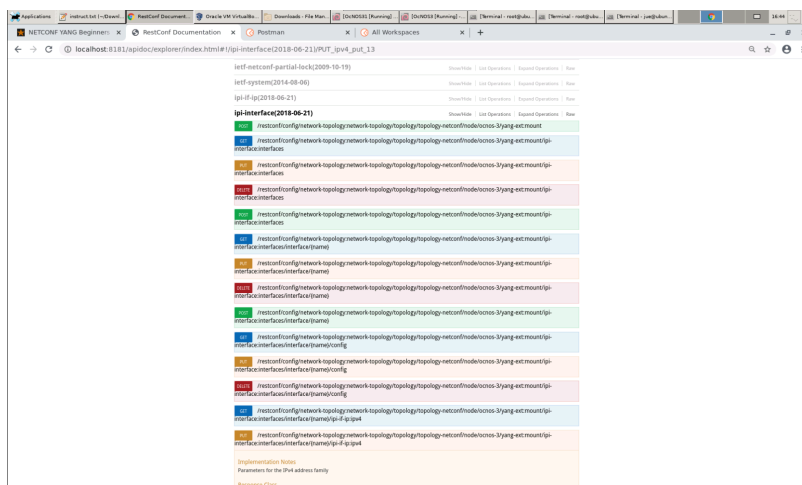 Applications
instruct.txt (~/Downl...
RestConf Document...
Oracle VM VirtualBo...
Downloads - File Man...
[OcNOS31 [Running] -...
[OcNOS3 [Running] -...
[Terminal - root@ubu...
[Terminal - root@ubu...
[Terminal - jue@ubun...
16:44
NETCONF YANG Beginners
RestConf Documentation
Postman
All Workspaces
localhost:8181/apidoc/explorer/index.html#!/ipi-interface(2018-06-21)/PUT_ipv4_put_13
ietf-netconf-partial-lock(2009-10-19) Show/Hide List Operations Expand Operations Raw
ietf-system(2014-08-06) Show/Hide List Operations Expand Operations Raw
ipi-if-ip(2018-06-21) Show/Hide List Operations Expand Operations Raw
ipi-interface(2018-06-21) Show/Hide List Operations Expand Operations Raw
POST /restconf/config/network-topology:network-topology/topology/topology-netconf/node/ocnos-3/yang-ext:mount
GET /restconf/config/network-topology:network-topology/topology/topology-netconf/node/ocnos-3/yang-ext:mount/ipi-
interface:interfaces
PUT /restconf/config/network-topology:network-topology/topology/topology-netconf/node/ocnos-3/yang-ext:mount/ipi-
interface:interfaces
DELETE /restconf/config/network-topology:network-topology/topology/topology-netconf/node/ocnos-3/yang-ext:mount/ipi-
interface:interfaces
POST /restconf/config/network-topology:network-topology/topology/topology-netconf/node/ocnos-3/yang-ext:mount/ipi-
interface:interfaces
GET /restconf/config/network-topology:network-topology/topology/topology-netconf/node/ocnos-3/yang-ext:mount/ipi-
interface:interfaces/interface/{name}
PUT /restconf/config/network-topology:network-topology/topology/topology-netconf/node/ocnos-3/yang-ext:mount/ipi-
interface:interfaces/interface/{name}
DELETE /restconf/config/network-topology:network-topology/topology/topology-netconf/node/ocnos-3/yang-ext:mount/ipi-
interface:interfaces/interface/{name}
POST /restconf/config/network-topology:network-topology/topology/topology-netconf/node/ocnos-3/yang-ext:mount/ipi-
interface:interfaces/interface/{name}
GET /restconf/config/network-topology:network-topology/topology/topology-netconf/node/ocnos-3/yang-ext:mount/ipi-
interface:interfaces/interface/{name}/config
PUT /restconf/config/network-topology:network-topology/topology/topology-netconf/node/ocnos-3/yang-ext:mount/ipi-
interface:interfaces/interface/{name}/config
DELETE /restconf/config/network-topology:network-topology/topology/topology-netconf/node/ocnos-3/yang-ext:mount/ipi-
interface:interfaces/interface/{name}/config
GET /restconf/config/network-topology:network-topology/topology/topology-netconf/node/ocnos-3/yang-ext:mount/ipi-
interface:interfaces/interface/{name}/ipi-if-ip:ipv4
PUT /restconf/config/network-topology:network-topology/topology/topology-netconf/node/ocnos-3/yang-ext:mount/ipi-
interface:interfaces/interface/{name}/ipi-if-ip:ipv4
Implementation Notes
Parameters for the IPv4 address family
Response Class